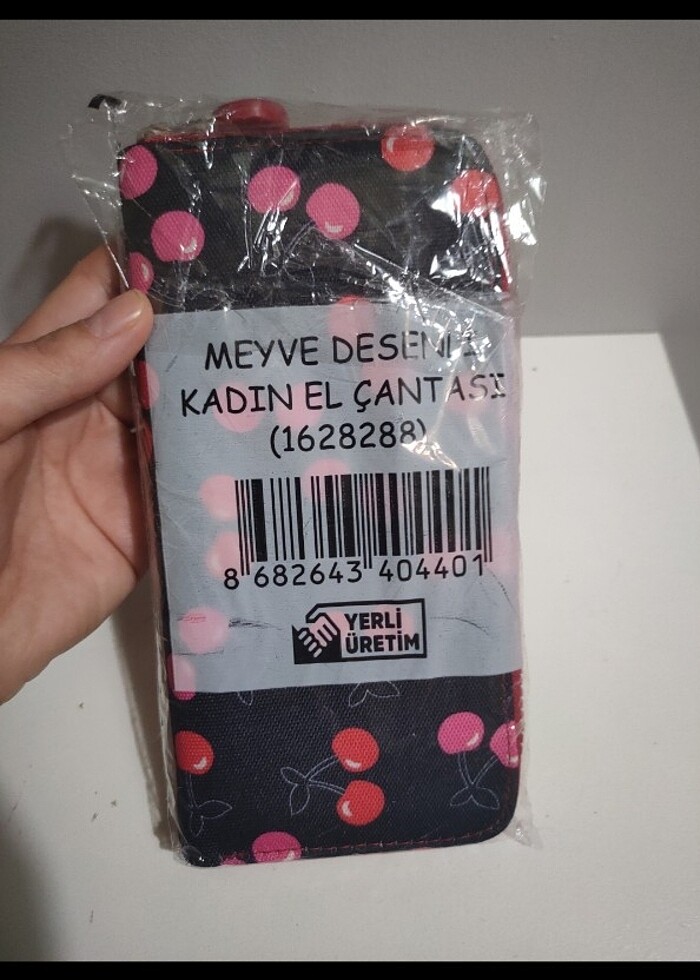 MEYVE DESENLİ
KADIN EL ÇANTASI
(1628288)
8 682643 404401
YERLİ
ÜRETİM